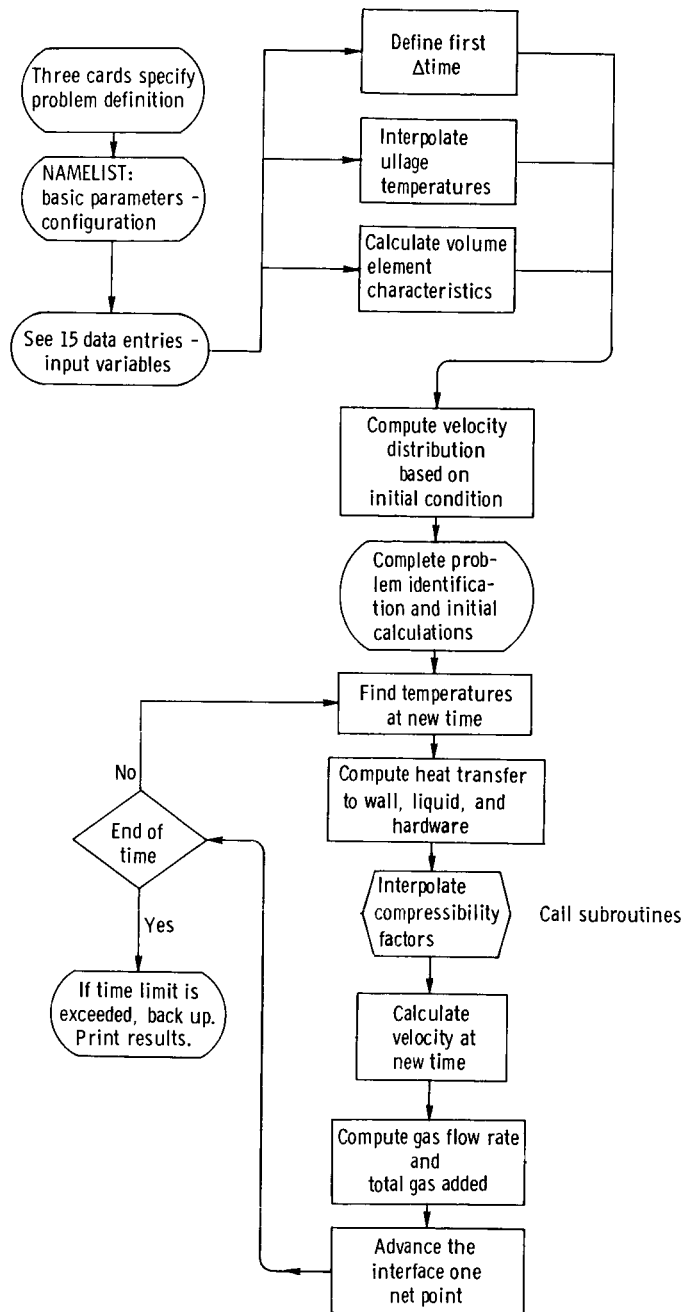 Three cards specify
problem definition
NAMELIST:
basic parameters -
configuration
See 15 data entries -
input variables
Define first
Δtime
Interpolate
ullage
temperatures
Calculate volume
element
characteristics
Compute velocity
distribution
based on
initial condition
Complete prob-
lem identifica-
tion and initial
calculations
Find temperatures
at new time
Compute heat transfer
to wall, liquid, and
hardware
Interpolate
compressibility
factors
Call subroutines
Calculate
velocity at
new time
Compute gas flow rate
and
total gas added
Advance the
interface one
net point
No
End of
time
Yes
If time limit is
exceeded, back up.
Print results.